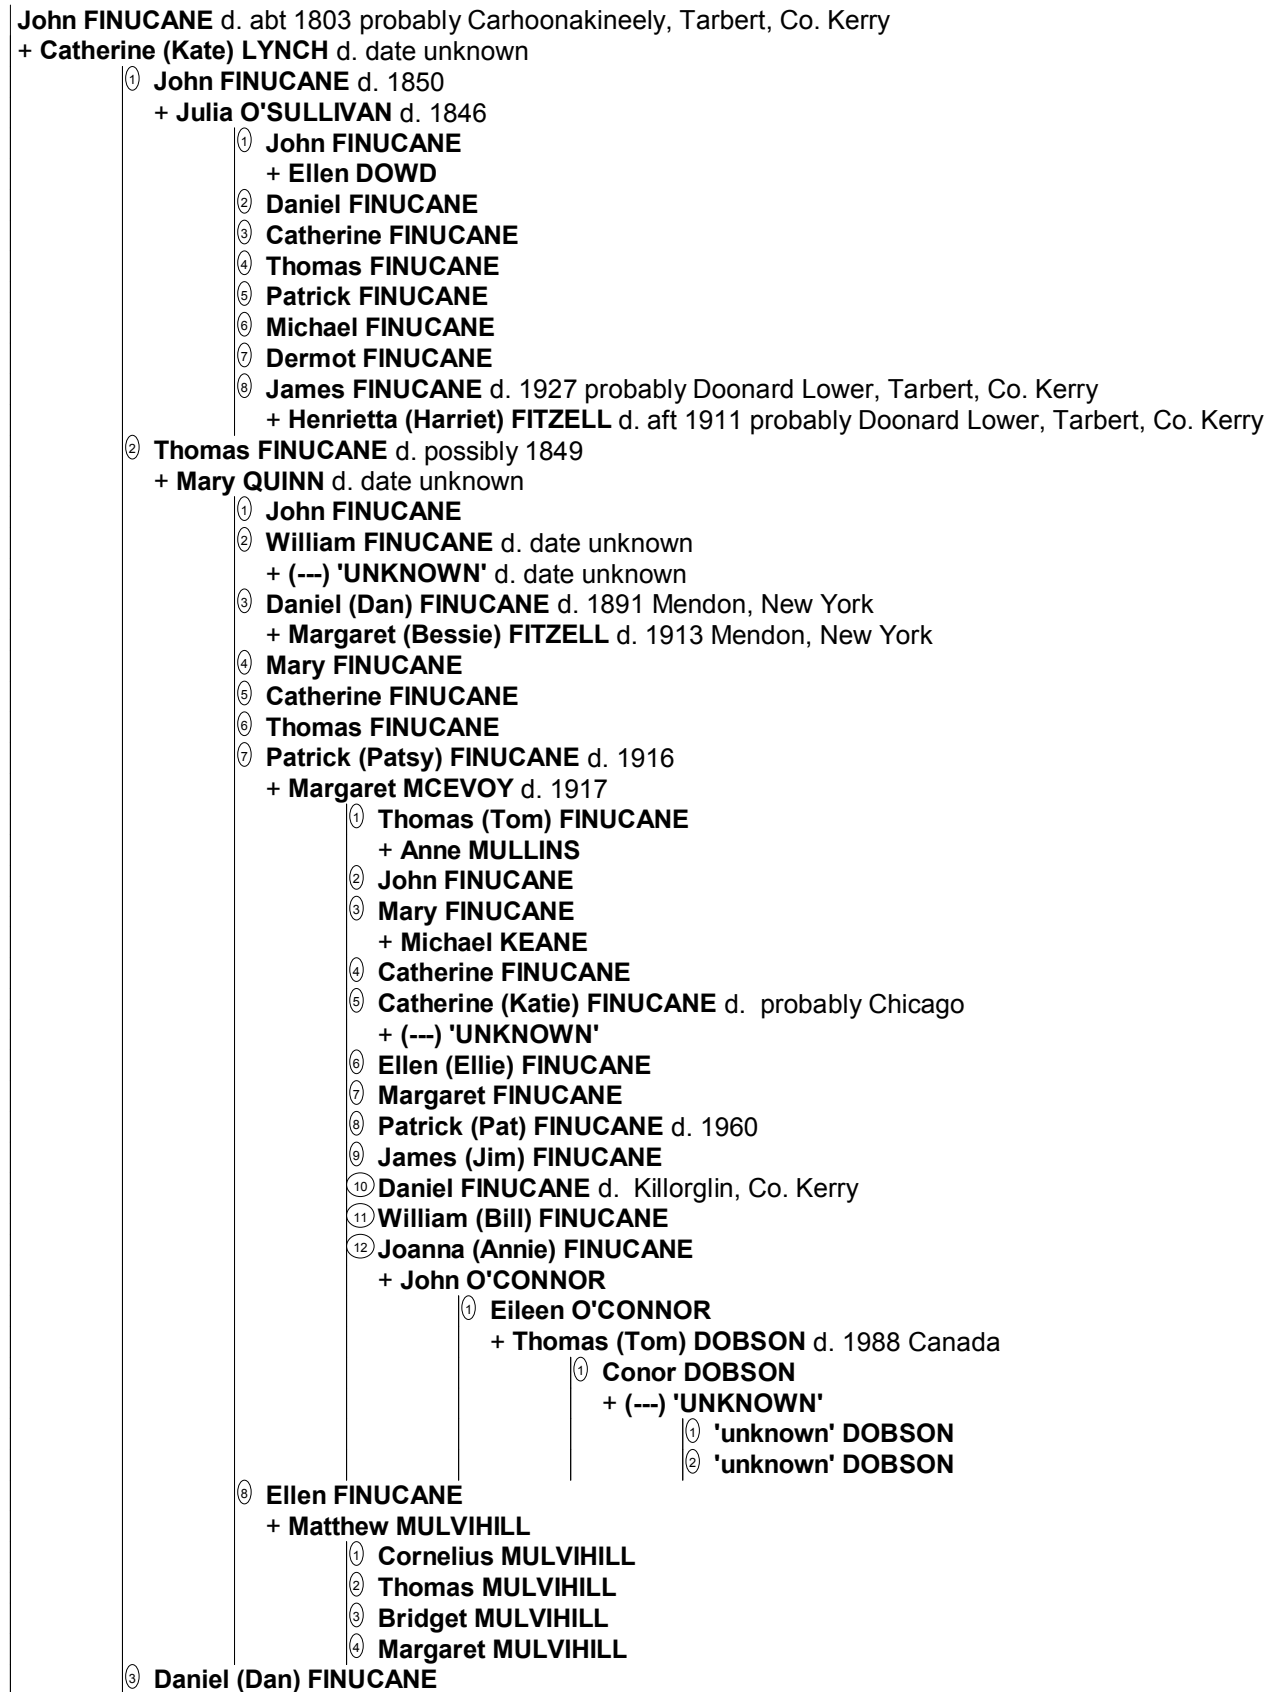 John FINUCANE d. abt 1803 probably Carhoonakineely, Tarbert, Co. Kerry
+ Catherine (Kate) LYNCH d. date unknown
1 John FINUCANE d. 1850
+ Julia O'SULLIVAN d. 1846
1 John FINUCANE
+ Ellen DOWD
2 Daniel FINUCANE
3 Catherine FINUCANE
4 Thomas FINUCANE
5 Patrick FINUCANE
6 Michael FINUCANE
7 Dermot FINUCANE
8 James FINUCANE d. 1927 probably Doonard Lower, Tarbert, Co. Kerry
+ Henrietta (Harriet) FITZELL d. aft 1911 probably Doonard Lower, Tarbert, Co. Kerry
2 Thomas FINUCANE d. possibly 1849
+ Mary QUINN d. date unknown
1 John FINUCANE
2 William FINUCANE d. date unknown
+ (---) 'UNKNOWN' d. date unknown
3 Daniel (Dan) FINUCANE d. 1891 Mendon, New York
+ Margaret (Bessie) FITZELL d. 1913 Mendon, New York
4 Mary FINUCANE
5 Catherine FINUCANE
6 Thomas FINUCANE
7 Patrick (Patsy) FINUCANE d. 1916
+ Margaret MCEVOY d. 1917
1 Thomas (Tom) FINUCANE
+ Anne MULLINS
2 John FINUCANE
3 Mary FINUCANE
+ Michael KEANE
4 Catherine FINUCANE
5 Catherine (Katie) FINUCANE d. probably Chicago
+ (---) 'UNKNOWN'
6 Ellen (Ellie) FINUCANE
7 Margaret FINUCANE
8 Patrick (Pat) FINUCANE d. 1960
9 James (Jim) FINUCANE
10 Daniel FINUCANE d. Killorglin, Co. Kerry
11 William (Bill) FINUCANE
12 Joanna (Annie) FINUCANE
+ John O'CONNOR
1 Eileen O'CONNOR
+ Thomas (Tom) DOBSON d. 1988 Canada
1 Conor DOBSON
+ (---) 'UNKNOWN'
1 'unknown' DOBSON
2 'unknown' DOBSON
8 Ellen FINUCANE
+ Matthew MULVIHILL
1 Cornelius MULVIHILL
2 Thomas MULVIHILL
3 Bridget MULVIHILL
4 Margaret MULVIHILL
3 Daniel (Dan) FINUCANE